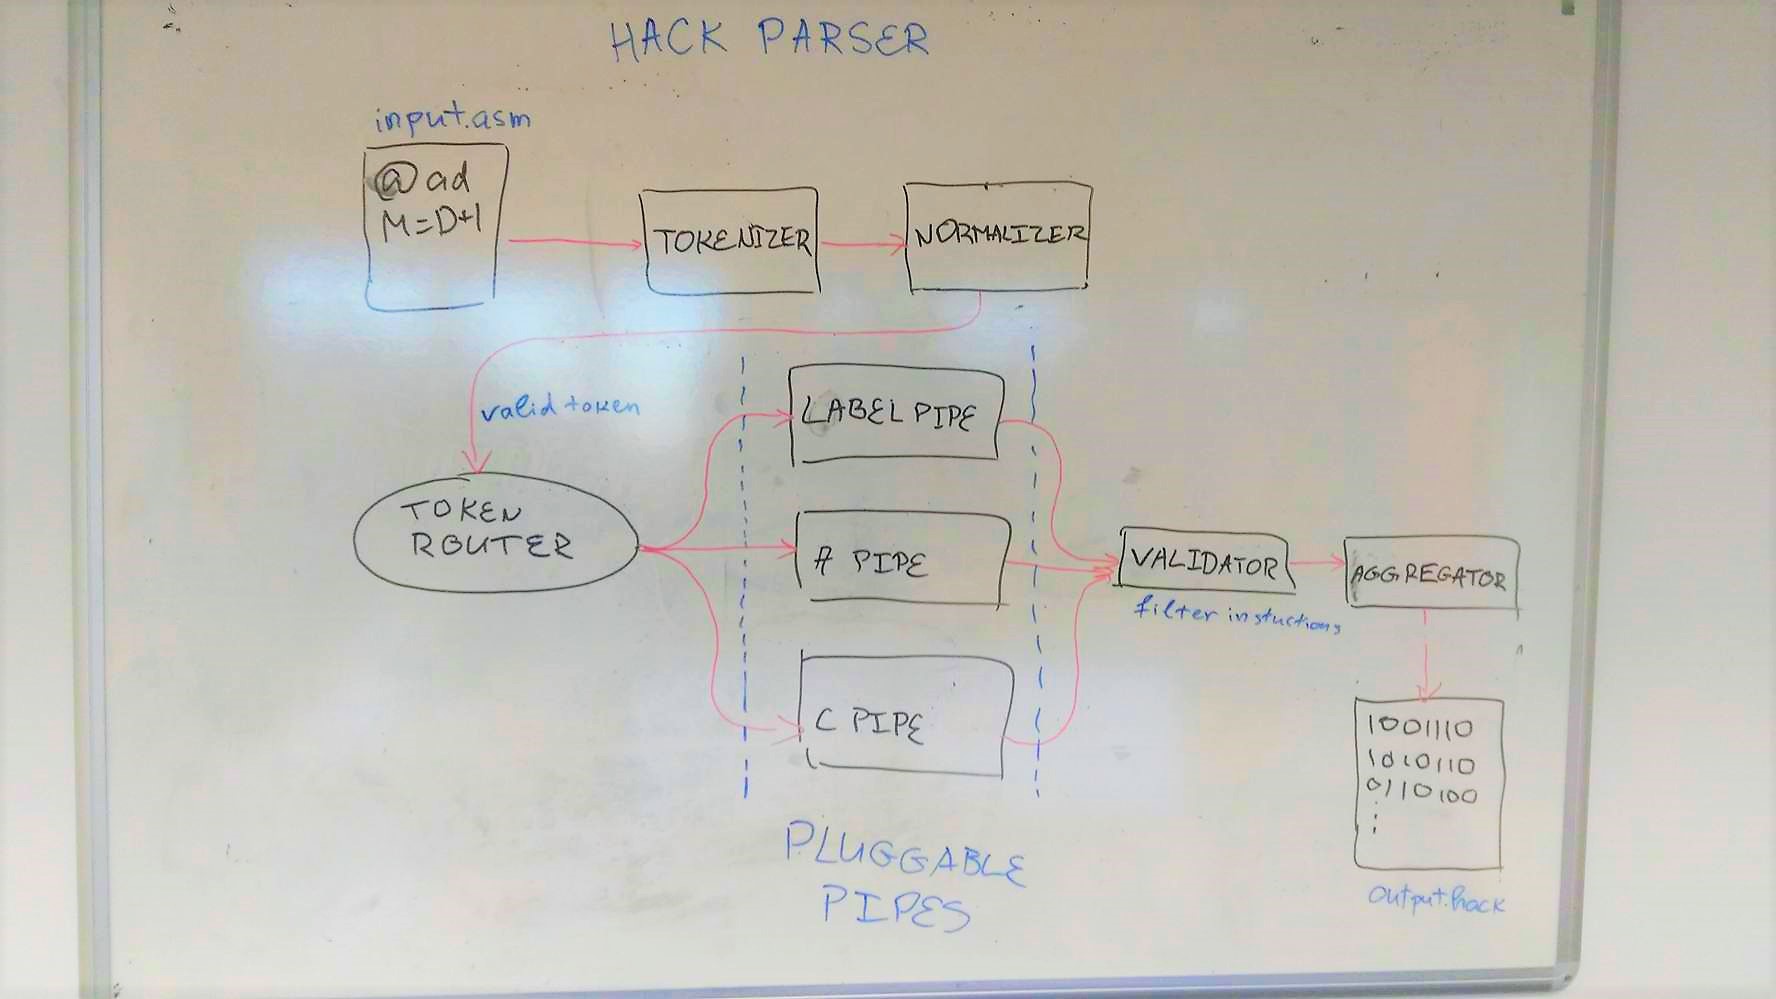 HACK PARSER
input.asm
@ad
M=D+1
TOKENIZER
NORMALIZER
valid token
TOKEN
ROUTER
LABEL PIPE
A PIPE
C PIPE
VALIDATOR
filter instuctions
AGGREGATOR
1001110
1010110
0110100
⋮
output.hack
PLUGGABLE
PIPES